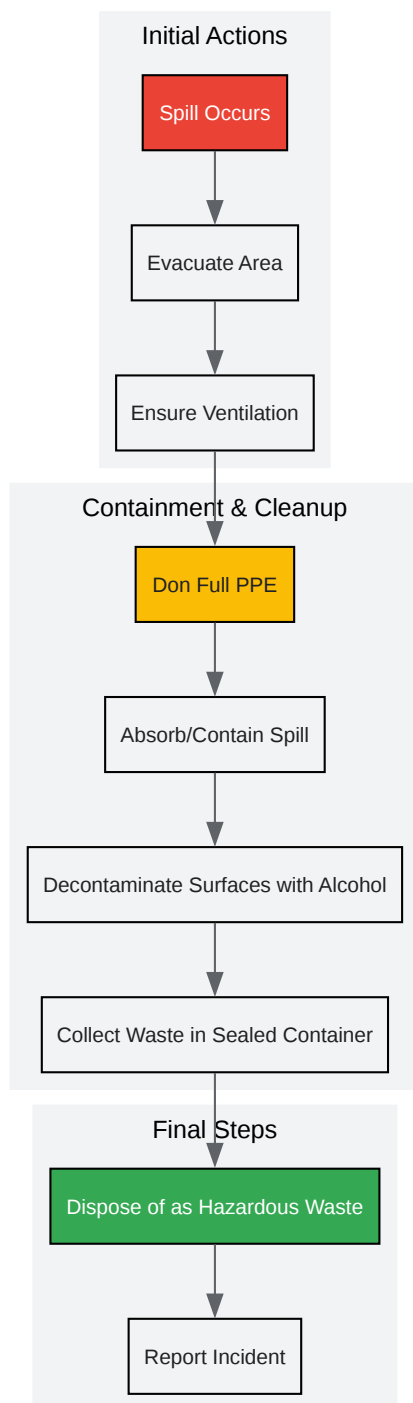 Initial Actions
Spill Occurs
Evacuate Area
Ensure Ventilation
Containment & Cleanup
Don Full PPE
Absorb/Contain Spill
Decontaminate Surfaces with Alcohol
Collect Waste in Sealed Container
Final Steps
Dispose of as Hazardous Waste
Report Incident